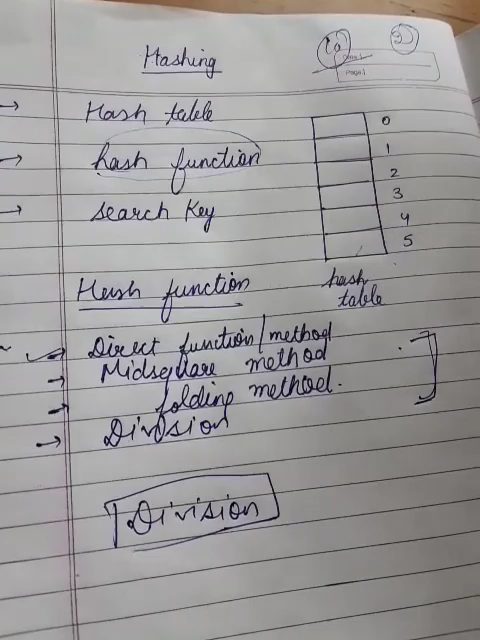 Hashing
Page:
Hash table
hash function
search key
0
1
2
3
4
5
hash
table
Hash function
Direct function/method
Midsquare method
folding method.
Division
Division